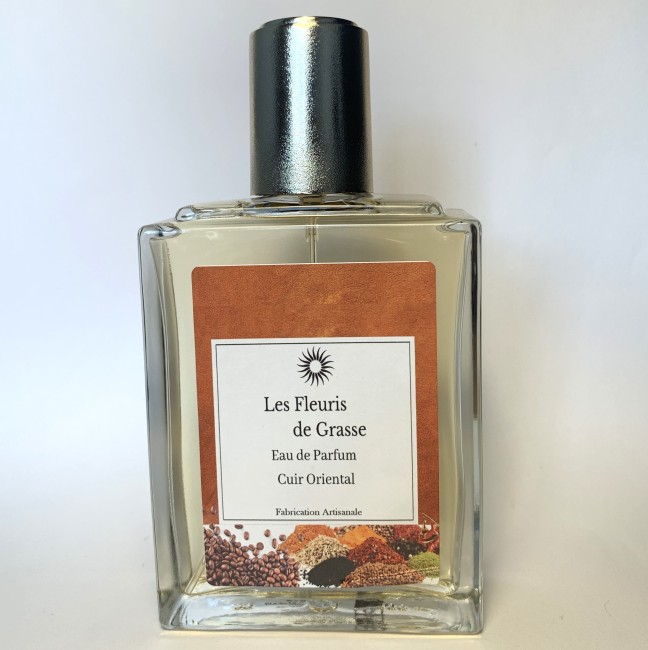 Les Fleuris
de Grasse
Eau de Parfum
Cuir Oriental
Fabrication Artisanale